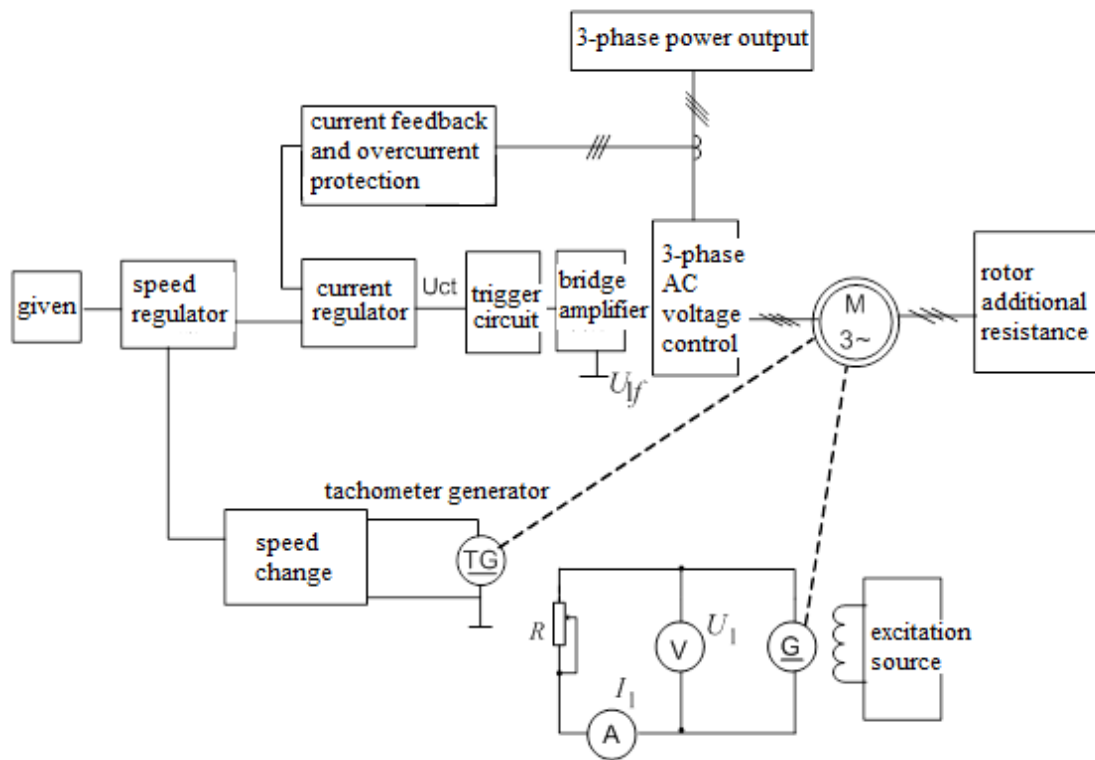 3-phase power output
current feedback
and overcurrent
protection
given
speed
regulator
current
regulator
Uct
trigger
circuit
bridge
amplifier
U1f
3-phase
AC
voltage
control
M
3~
rotor
additional
resistance
tachometer generator
speed
change
TG
R
V
U1
G
excitation
source
I1
A